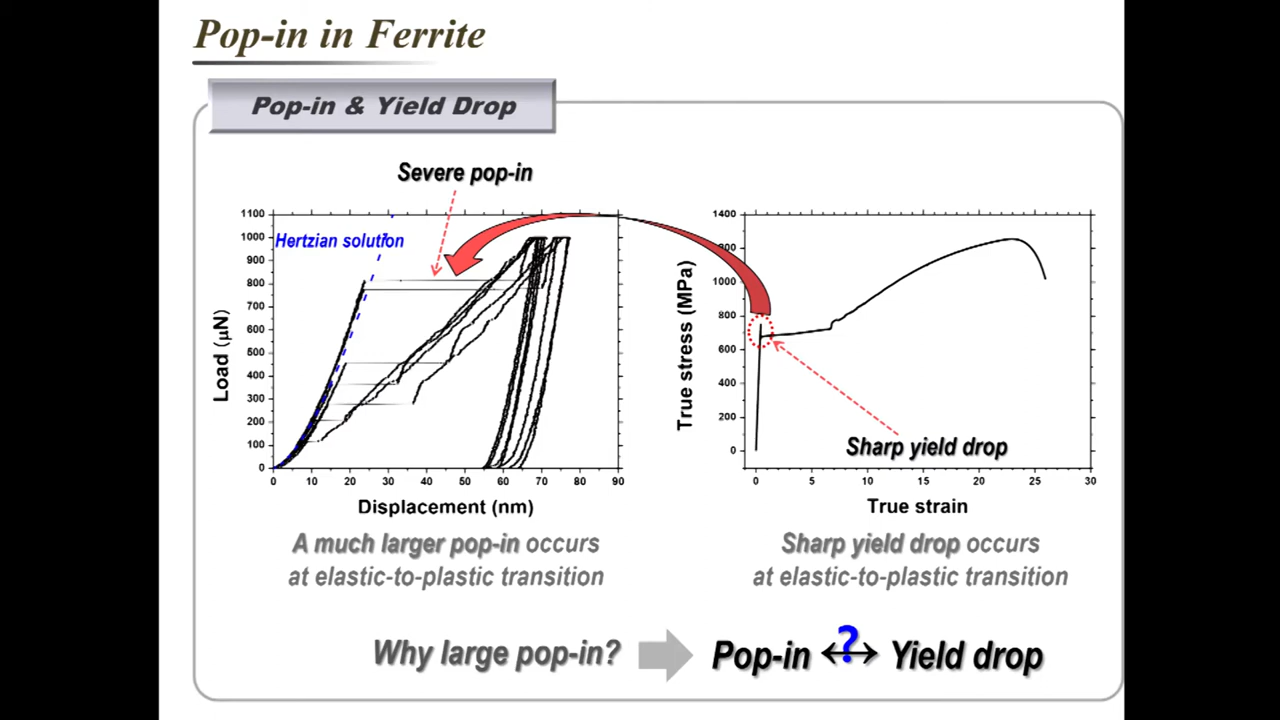 Pop-in in Ferrite
Pop-in & Yield Drop
Severe pop-in
Hertzian solution
1100
1000
900
800
700
600
500
400
300
200
100
0
0 10 20 30 40 50 60 70 80 90
Load (μN)
Displacement (nm)
1400
1200
1000
800
600
400
200
0
0 5 10 15 20 25 30
True stress (MPa)
True strain
Sharp yield drop
A much larger pop-in occurs
at elastic-to-plastic transition
Sharp yield drop occurs
at elastic-to-plastic transition
Why large pop-in?
Pop-in ? Yield drop